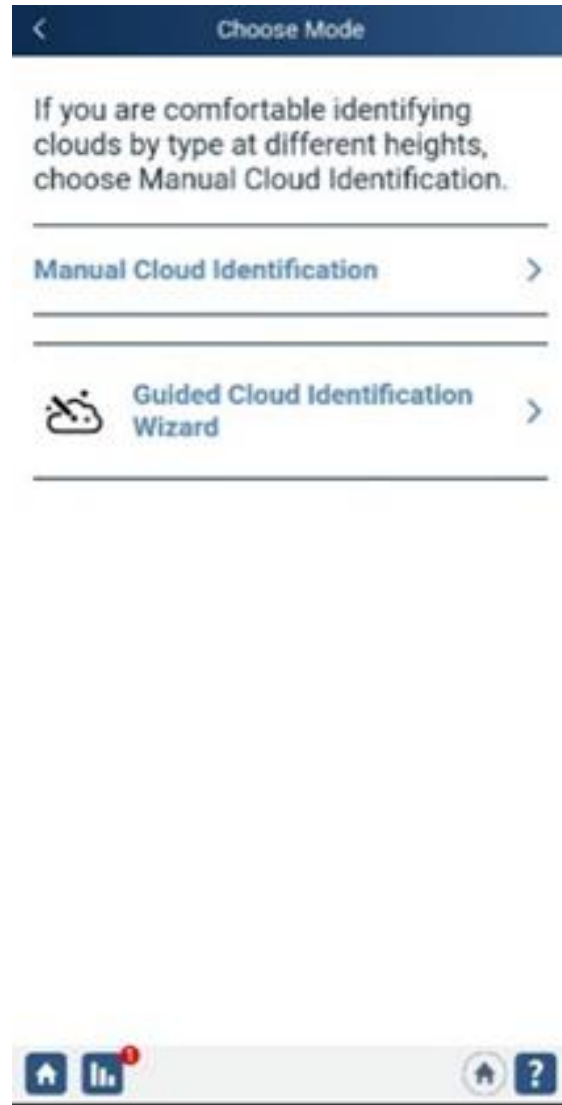 Choose Mode
If you are comfortable identifying
clouds by type at different heights,
choose Manual Cloud Identification.
Manual Cloud Identification
Guided Cloud Identification
Wizard
1
?